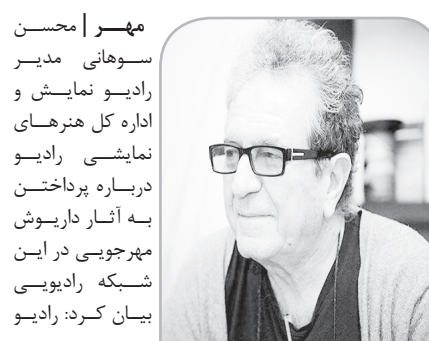 مهر | محسن
سوهانی مدیر
رادیو نمایش و
اداره کل هنرهای
نمایشی رادیو
درباره پرداختن
به آثار داریوش
مهرجویی در این
شبکه رادیویی
بیان کرد: رادیو